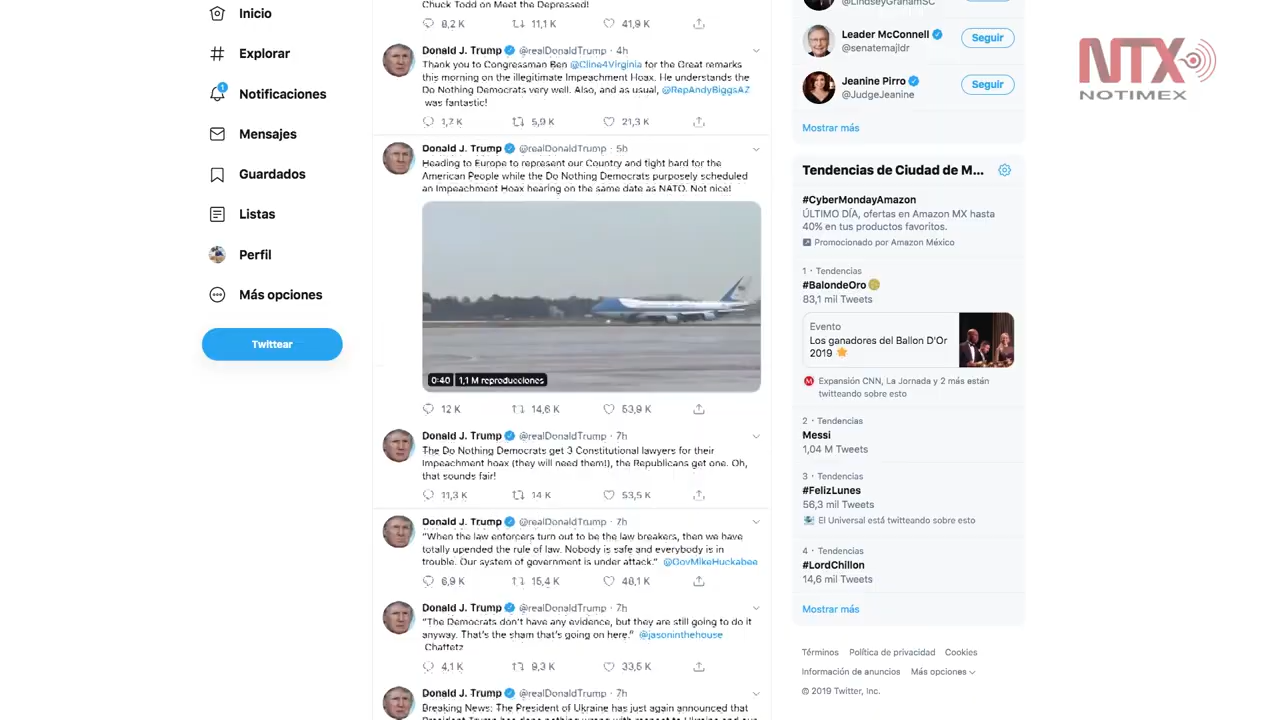 Inicio
Explorar
1
Notificaciones
Mensajes
Guardados
Listas
Perfil
Más opciones
Twittear
Chuck Todd on Meet the Depressed!
8,2 K 11,1 K 41,9 K
Donald J. Trump @realDonaldTrump · 4h
Thank you to Congressman Ben @Cline4Virginia for the Great remarks
this morning on the illegitimate Impeachment Hoax. He understands the
Do Nothing Democrats very well. Also, and as usual, @RepAndyBiggsAZ
was fantastic!
1,7 K 5,9 K 21,3 K
Donald J. Trump @realDonaldTrump · 5h
Heading to Europe to represent our Country and fight hard for the
American People while the Do Nothing Democrats purposely scheduled
an Impeachment Hoax hearing on the same date as NATO. Not nice!
0:40 1,1 M reproducciones
12 K 14,6 K 53,9 K
Donald J. Trump @realDonaldTrump · 7h
The Do Nothing Democrats get 3 Constitutional lawyers for their
Impeachment hoax (they will need them!), the Republicans get one. Oh,
that sounds fair!
11,3 K 14 K 53,5 K
Donald J. Trump @realDonaldTrump · 7h
"When the law enforcers turn out to be the law breakers, then we have
totally upended the rule of law. Nobody is safe and everybody is in
trouble. Our system of government is under attack." @GovMikeHuckabee
6,9 K 15,4 K 48,1 K
Donald J. Trump @realDonaldTrump · 7h
"The Democrats don't have any evidence, but they are still going to do it
anyway. That's the sham that's going on here." @jasoninthehouse
Chaffetz
4,1 K 9,3 K 33,5 K
Donald J. Trump @realDonaldTrump · 7h
Breaking News: The President of Ukraine has just again announced that
President Trump has done nothing wrong with respect to Ukraine and our
@LindseyGrahamSC
Leader McConnell
@senatemajldr
Seguir
Jeanine Pirro
@JudgeJeanine
Seguir
Mostrar más
Tendencias de Ciudad de M...
#CyberMondayAmazon
ÚLTIMO DÍA, ofertas en Amazon MX hasta
40% en tus productos favoritos.
Promocionado por Amazon México
1 · Tendencias
#BalondeOro
83,1 mil Tweets
Evento
Los ganadores del Ballon D'Or
2019
Expansión CNN, La Jornada y 2 más están
twitteando sobre esto
2 · Tendencias
Messi
1,04 M Tweets
3 · Tendencias
#FelizLunes
56,3 mil Tweets
El Universal está twitteando sobre esto
4 · Tendencias
#LordChillon
14,6 mil Tweets
Mostrar más
Términos Política de privacidad Cookies
Información de anuncios Más opciones
© 2019 Twitter, Inc.
NTX
NOTIMEX